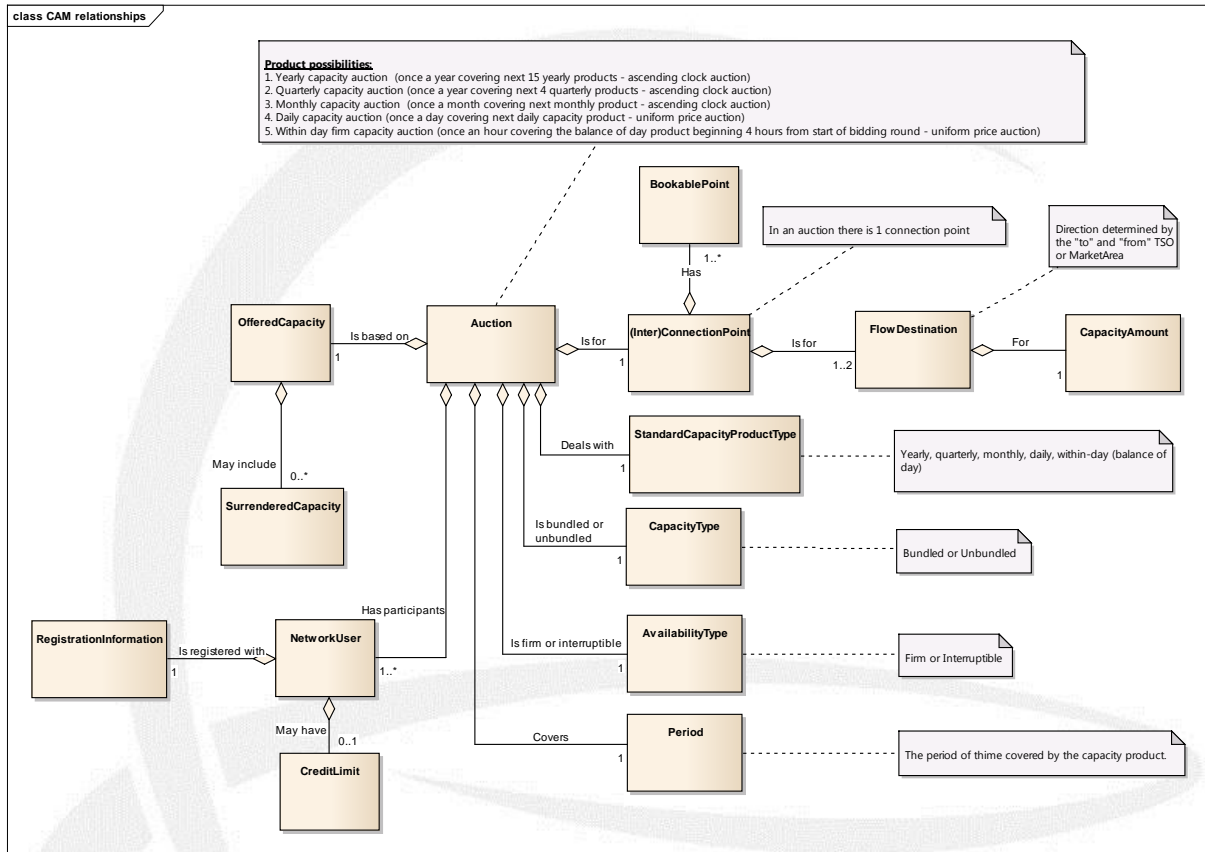 class CAM relationships
Product possibilities:
1. Yearly capacity auction (once a year covering next 15 yearly products - ascending clock auction)
2. Quarterly capacity auction (once a year covering next 4 quarterly products - ascending clock auction)
3. Monthly capacity auction (once a month covering next monthly product - ascending clock auction)
4. Daily capacity auction (once a day covering next daily capacity product - uniform price auction)
5. Within day firm capacity auction (once an hour covering the balance of day product beginning 4 hours from start of bidding round - uniform price auction)
BookablePoint
1..*
Has
In an auction there is 1 connection point
Direction determined by
the "to" and "from" TSO
or MarketArea
OfferedCapacity
Is based on
1
Auction
Is for
1
(Inter)ConnectionPoint
Is for
1..2
FlowDestination
For
1
CapacityAmount
May include
0..*
SurrenderedCapacity
Deals with
1
StandardCapacityProductType
Yearly, quarterly, monthly, daily, within-day (balance of
day)
Is bundled or
unbundled
1
CapacityType
Bundled or Unbundled
Has participants
1..*
RegistrationInformation
Is registered with
1
NetworkUser
Is firm or interruptible
1
AvailabilityType
Firm or Interruptible
May have
0..1
CreditLimit
Covers
1
Period
The period of thime covered by the capacity product.